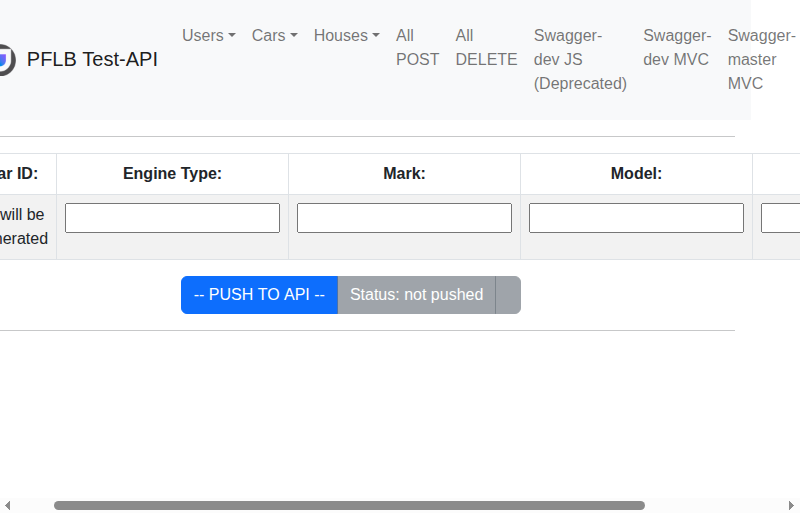 PFLB Test-API
Users
Cars
Houses
All
POST
All
DELETE
Swagger-
dev JS
(Deprecated)
Swagger-
dev MVC
Swagger-
master
MVC
ar ID:
Engine Type:
Mark:
Model:
will be
nerated
-- PUSH TO API --
Status: not pushed